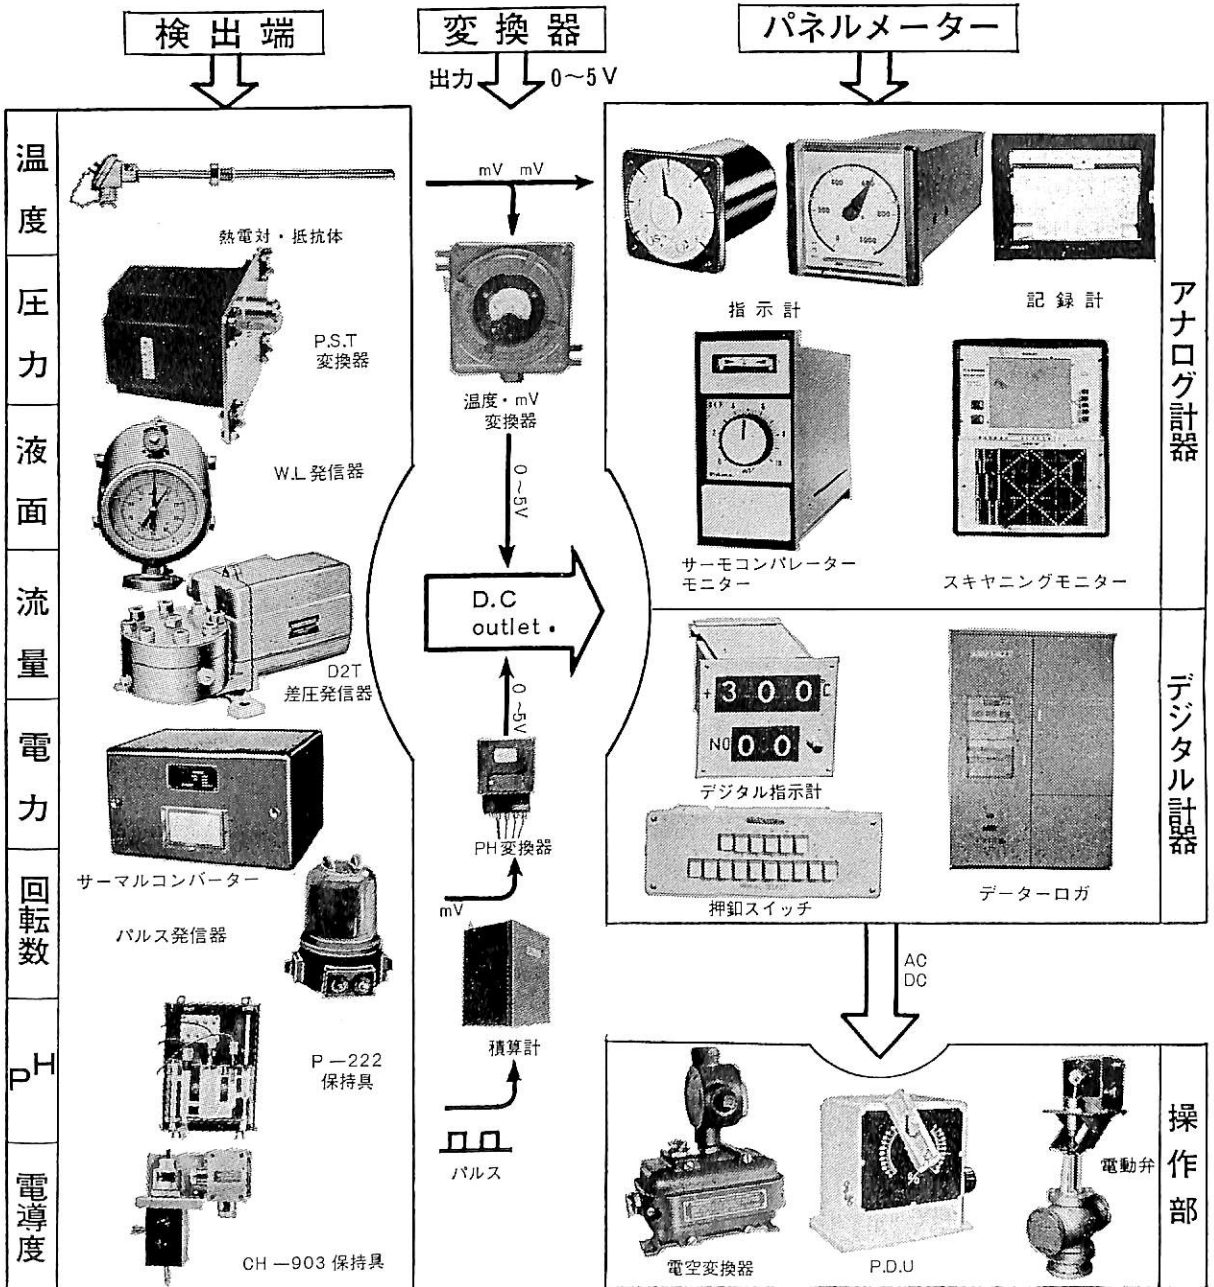 検出端
変換器
パネルメーター
出力 0～5V
温度
熱電対・抵抗体
圧力
P.S.T
変換器
液面
W.L発信器
流量
D2T
差圧発信器
電力
サーマルコンバーター
回転数
パルス発信器
PH
P－222
保持具
電導度
CH－903保持具
mV mV
温度・mV
変換器
0～5V
D.C
outlet.
0～5V
PH変換器
mV
積算計
パルス
アナログ計器
指示計
記録計
サーモコンパレーター
モニター
スキヤニングモニター
デジタル計器
+300C
NO00
デジタル指示計
押釦スイッチ
データーロガ
AC
DC
操作部
電空変換器
P.D.U
電動弁